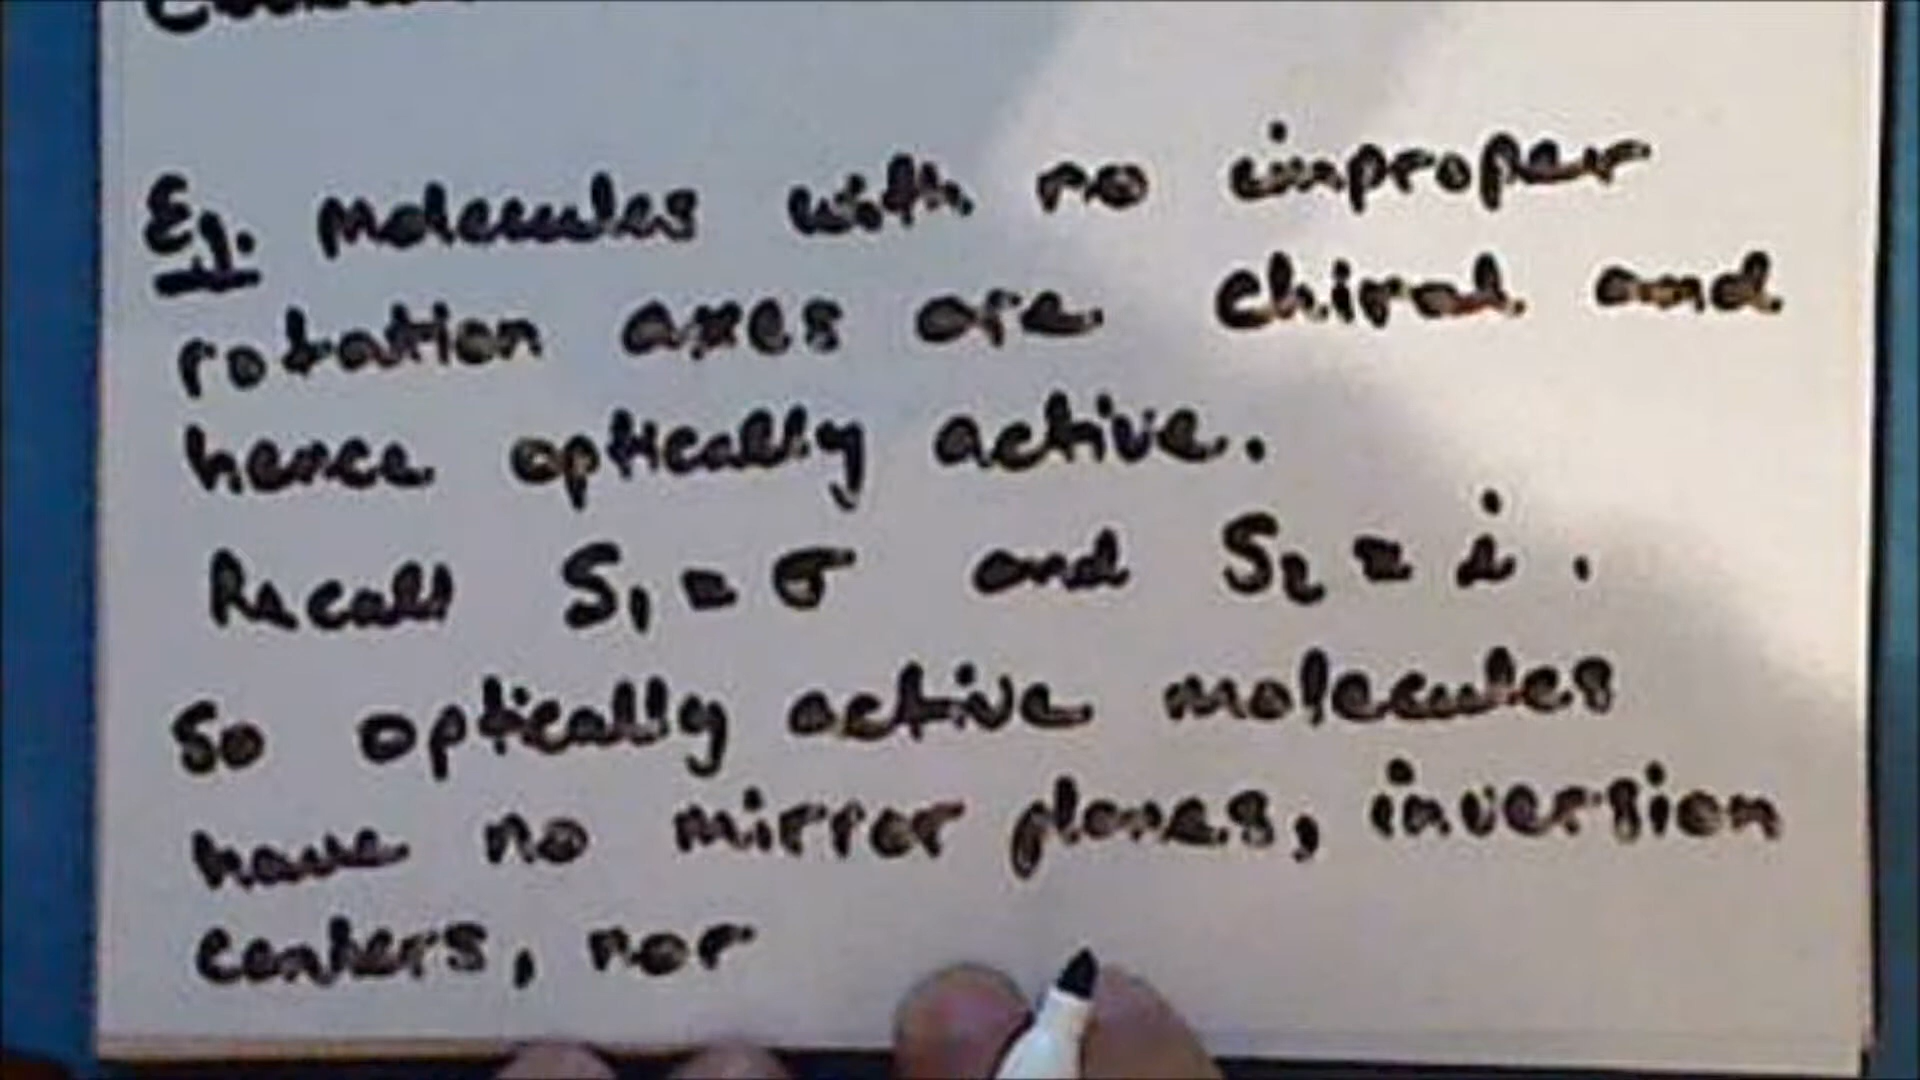 Eg. Molecules with no improper
rotation axes are chiral and
hence optically active.
Recall S₁ = σ and S₂ = i.
So optically active molecules
have no mirror planes, inversion
centers, nor